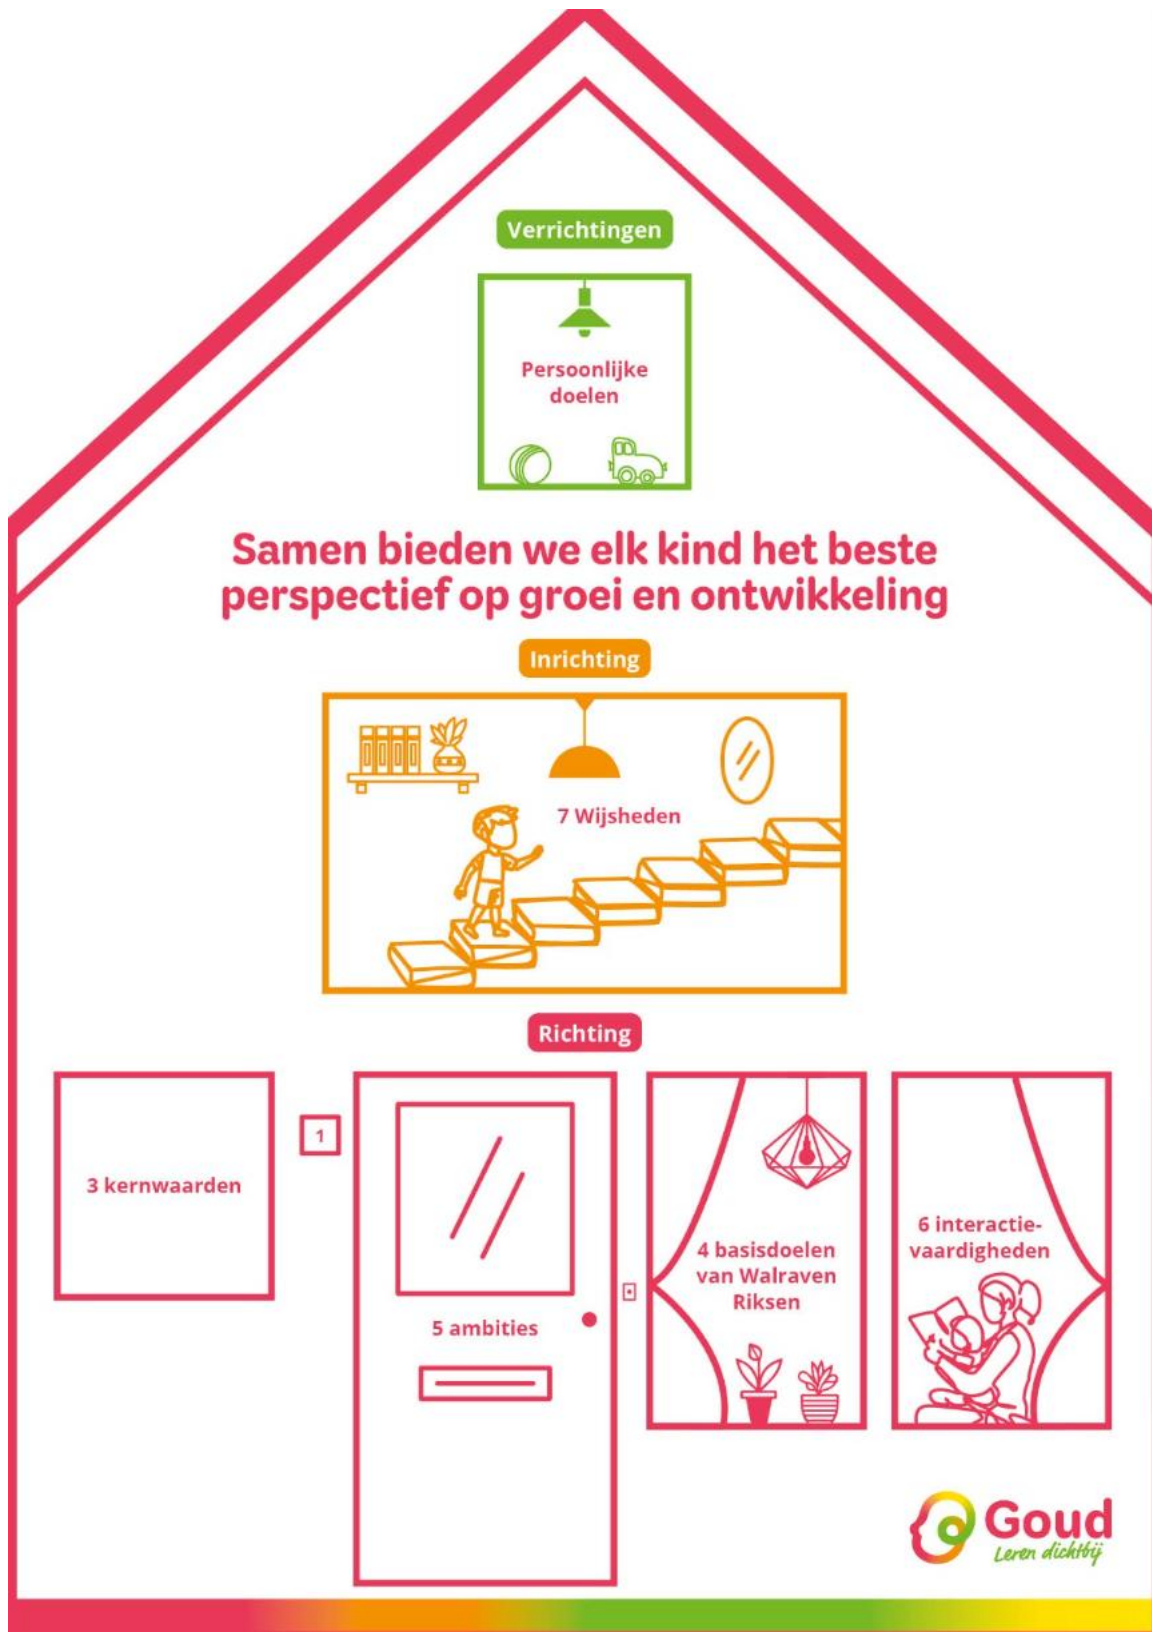 Verrichtingen
Persoonlijke
doelen
Samen bieden we elk kind het beste
perspectief op groei en ontwikkeling
Inrichting
7 Wijsheden
Richting
3 kernwaarden
1
5 ambities
4 basisdoelen
van Walraven
Riksen
6 interactie-
vaardigheden
Goud
Leren dichtbij